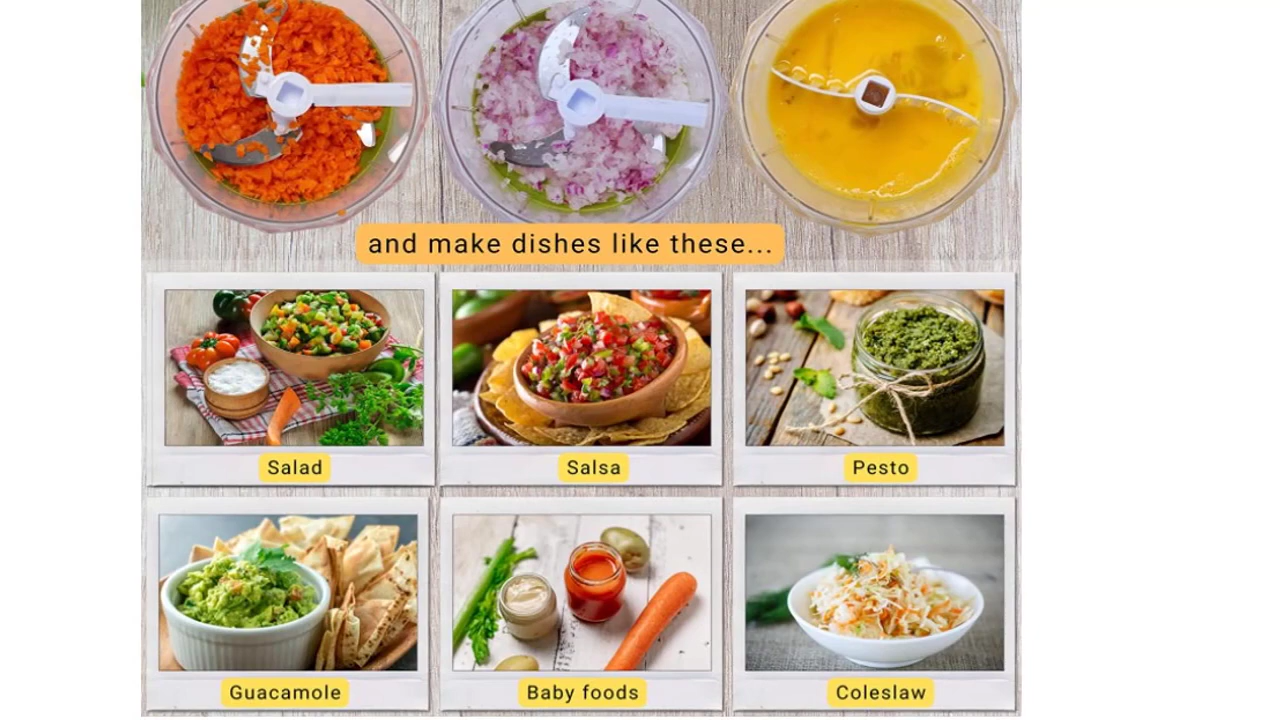 and make dishes like these...
Salad
Salsa
Pesto
Guacamole
Baby foods
Coleslaw